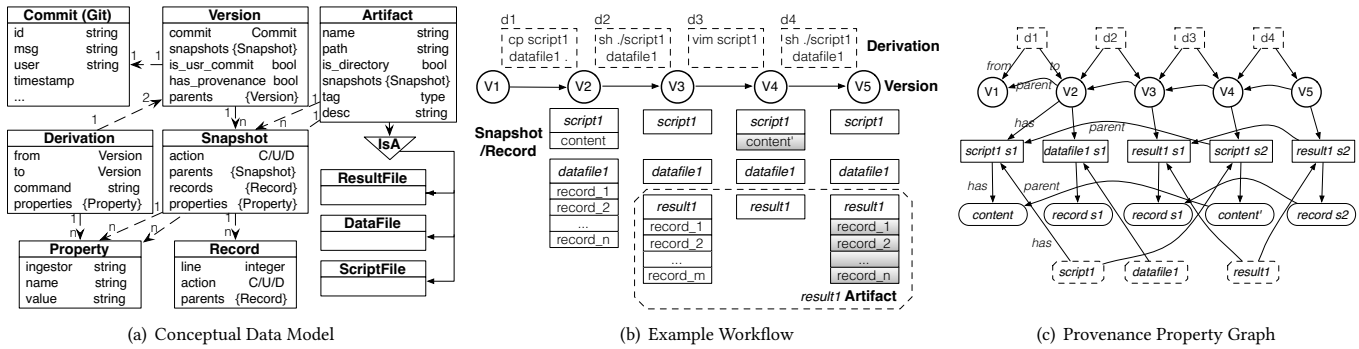 Commit (Git)
id string
msg string
user string
timestamp
...
Version
commit Commit
snapshots {Snapshot}
is_usr_commit bool
has_provenance bool
parents {Version}
Artifact
name string
path string
is_directory bool
snapshots {Snapshot}
tag type
desc string
1
1
2
1
1
n
n
1
1
Derivation
from Version
to Version
command string
properties {Property}
Snapshot
action C/U/D
parents {Snapshot}
records {Record}
properties {Property}
IsA
ResultFile
DataFile
ScriptFile
1
n
1
n
1
n
n
Property
ingestor string
name string
value string
Record
line integer
action C/U/D
parents {Record}
(a) Conceptual Data Model
d1
d2
d3
d4
cp script1
datafile1 .
sh ./script1
datafile1
vim script1
sh ./script1
datafile1
Derivation
V1
V2
V3
V4
V5
Version
Snapshot
/Record
script1
content
script1
script1
content'
script1
datafile1
record_1
record_2
...
record_n
datafile1
datafile1
datafile1
result1
record_1
record_2
...
record_m
result1
result1
record_1
record_2
...
record_n
result1 Artifact
(b) Example Workflow
d1
d2
d3
d4
from
to
V1
parent
V2
V3
V4
V5
has
parent
script1 s1
datafile1 s1
result1 s1
script1 s2
result1 s2
has
parent
content
record s1
record s1
content'
record s2
has
script1
datafile1
result1
(c) Provenance Property Graph